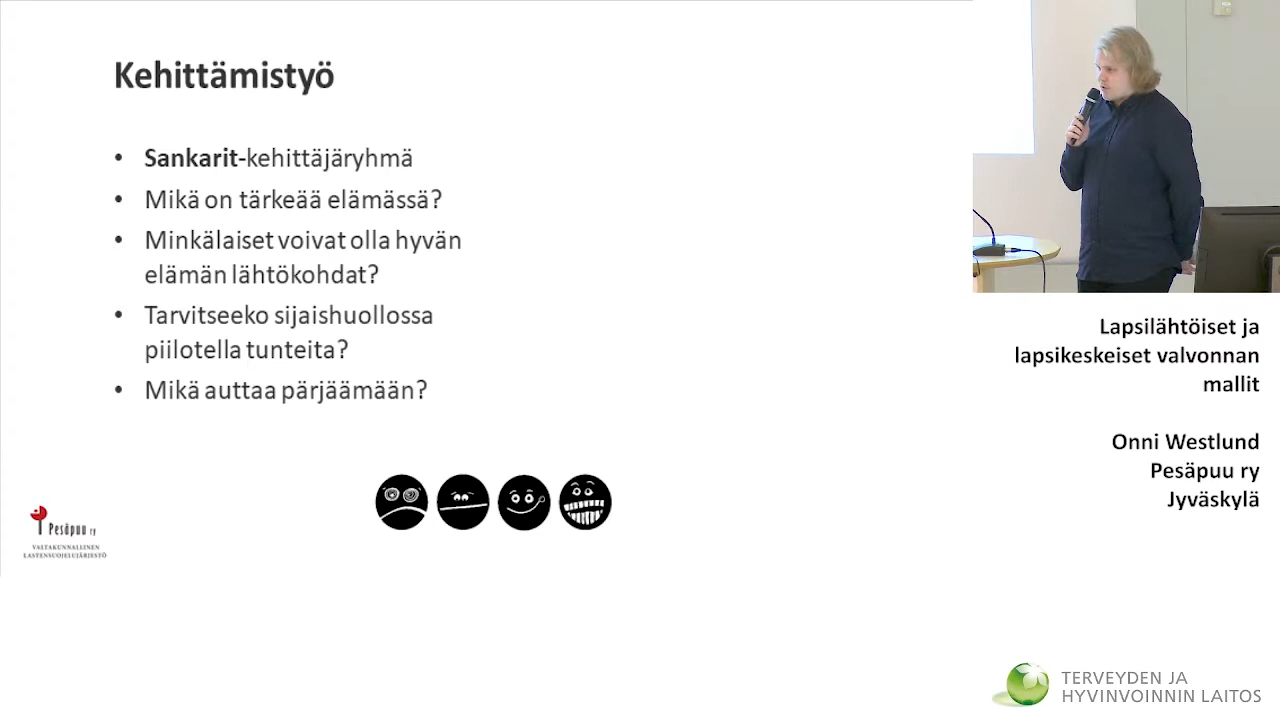 Kehittämistyö
• Sankarit-kehittäjäryhmä
• Mikä on tärkeää elämässä?
• Minkälaiset voivat olla hyvän
elämän lähtökohdat?
• Tarvitseeko sijaishuollossa
piilotella tunteita?
• Mikä auttaa pärjäämään?
Pesäpuu ry
VALTAKUNNALLINEN
LASTENSUOJELUJÄRJESTÖ
Lapsilähtöiset ja
lapsikeskeiset valvonnan
mallit
Onni Westlund
Pesäpuu ry
Jyväskylä
TERVEYDEN JA
HYVINVOINNIN LAITOS